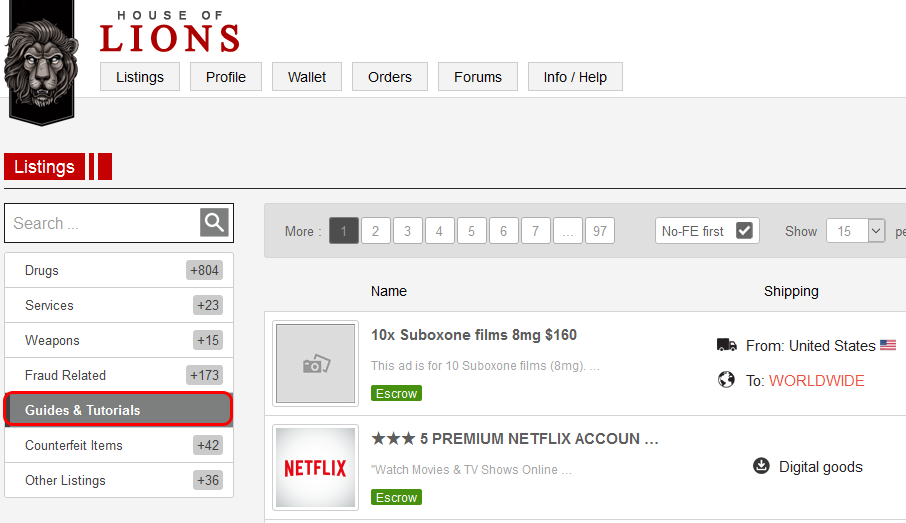 HOUSE OF
LIONS
Listings Profile Wallet Orders Forums Info / Help
Listings
Search ...
More : 1 2 3 4 5 6 7 ... 97 No-FE first Show 15 pe
Drugs +804
Services +23
Weapons +15
Fraud Related +173
Guides & Tutorials
Counterfeit Items +42
Other Listings +36
Name Shipping
10x Suboxone films 8mg $160
This ad is for 10 Suboxone films (8mg). ...
Escrow
From: United States
To: WORLDWIDE
NETFLIX
★★★ 5 PREMIUM NETFLIX ACCOUN ...
"Watch Movies & TV Shows Online ...
Escrow
Digital goods